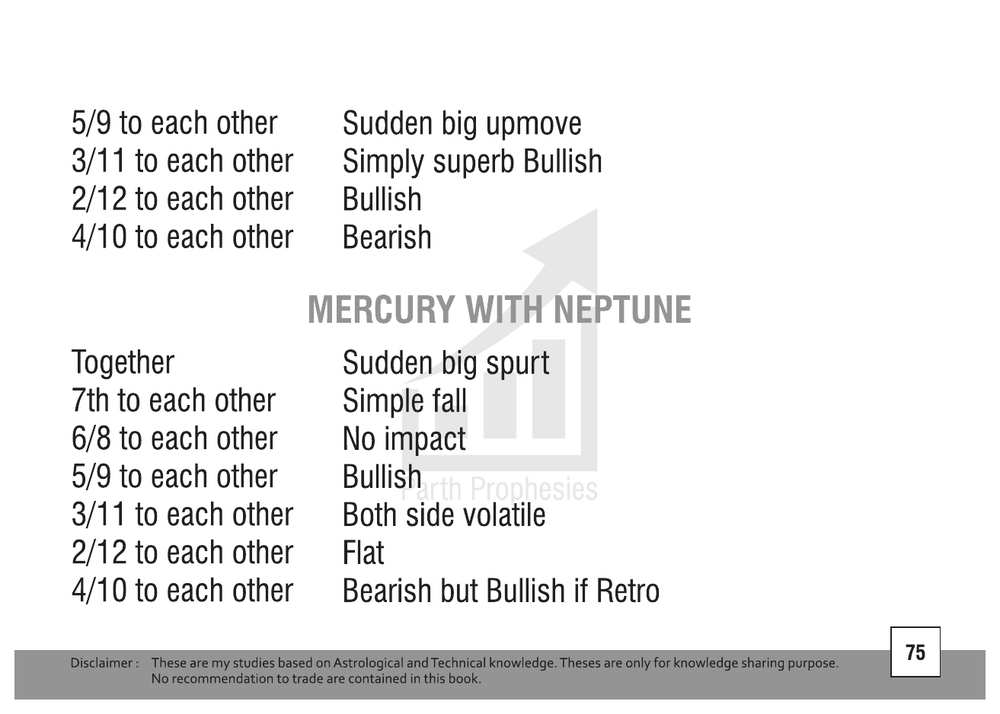 5/9 to each other Sudden big upmove
3/11 to each other Simply superb Bullish
2/12 to each other Bullish
4/10 to each other Bearish
MERCURY WITH NEPTUNE
Together Sudden big spurt
7th to each other Simple fall
6/8 to each other No impact
5/9 to each other Bullish
Parth Prophesies
3/11 to each other Both side volatile
2/12 to each other Flat
4/10 to each other Bearish but Bullish if Retro
75
Disclaimer : These are my studies based on Astrological and Technical knowledge. Theses are only for knowledge sharing purpose.
No recommendation to trade are contained in this book.